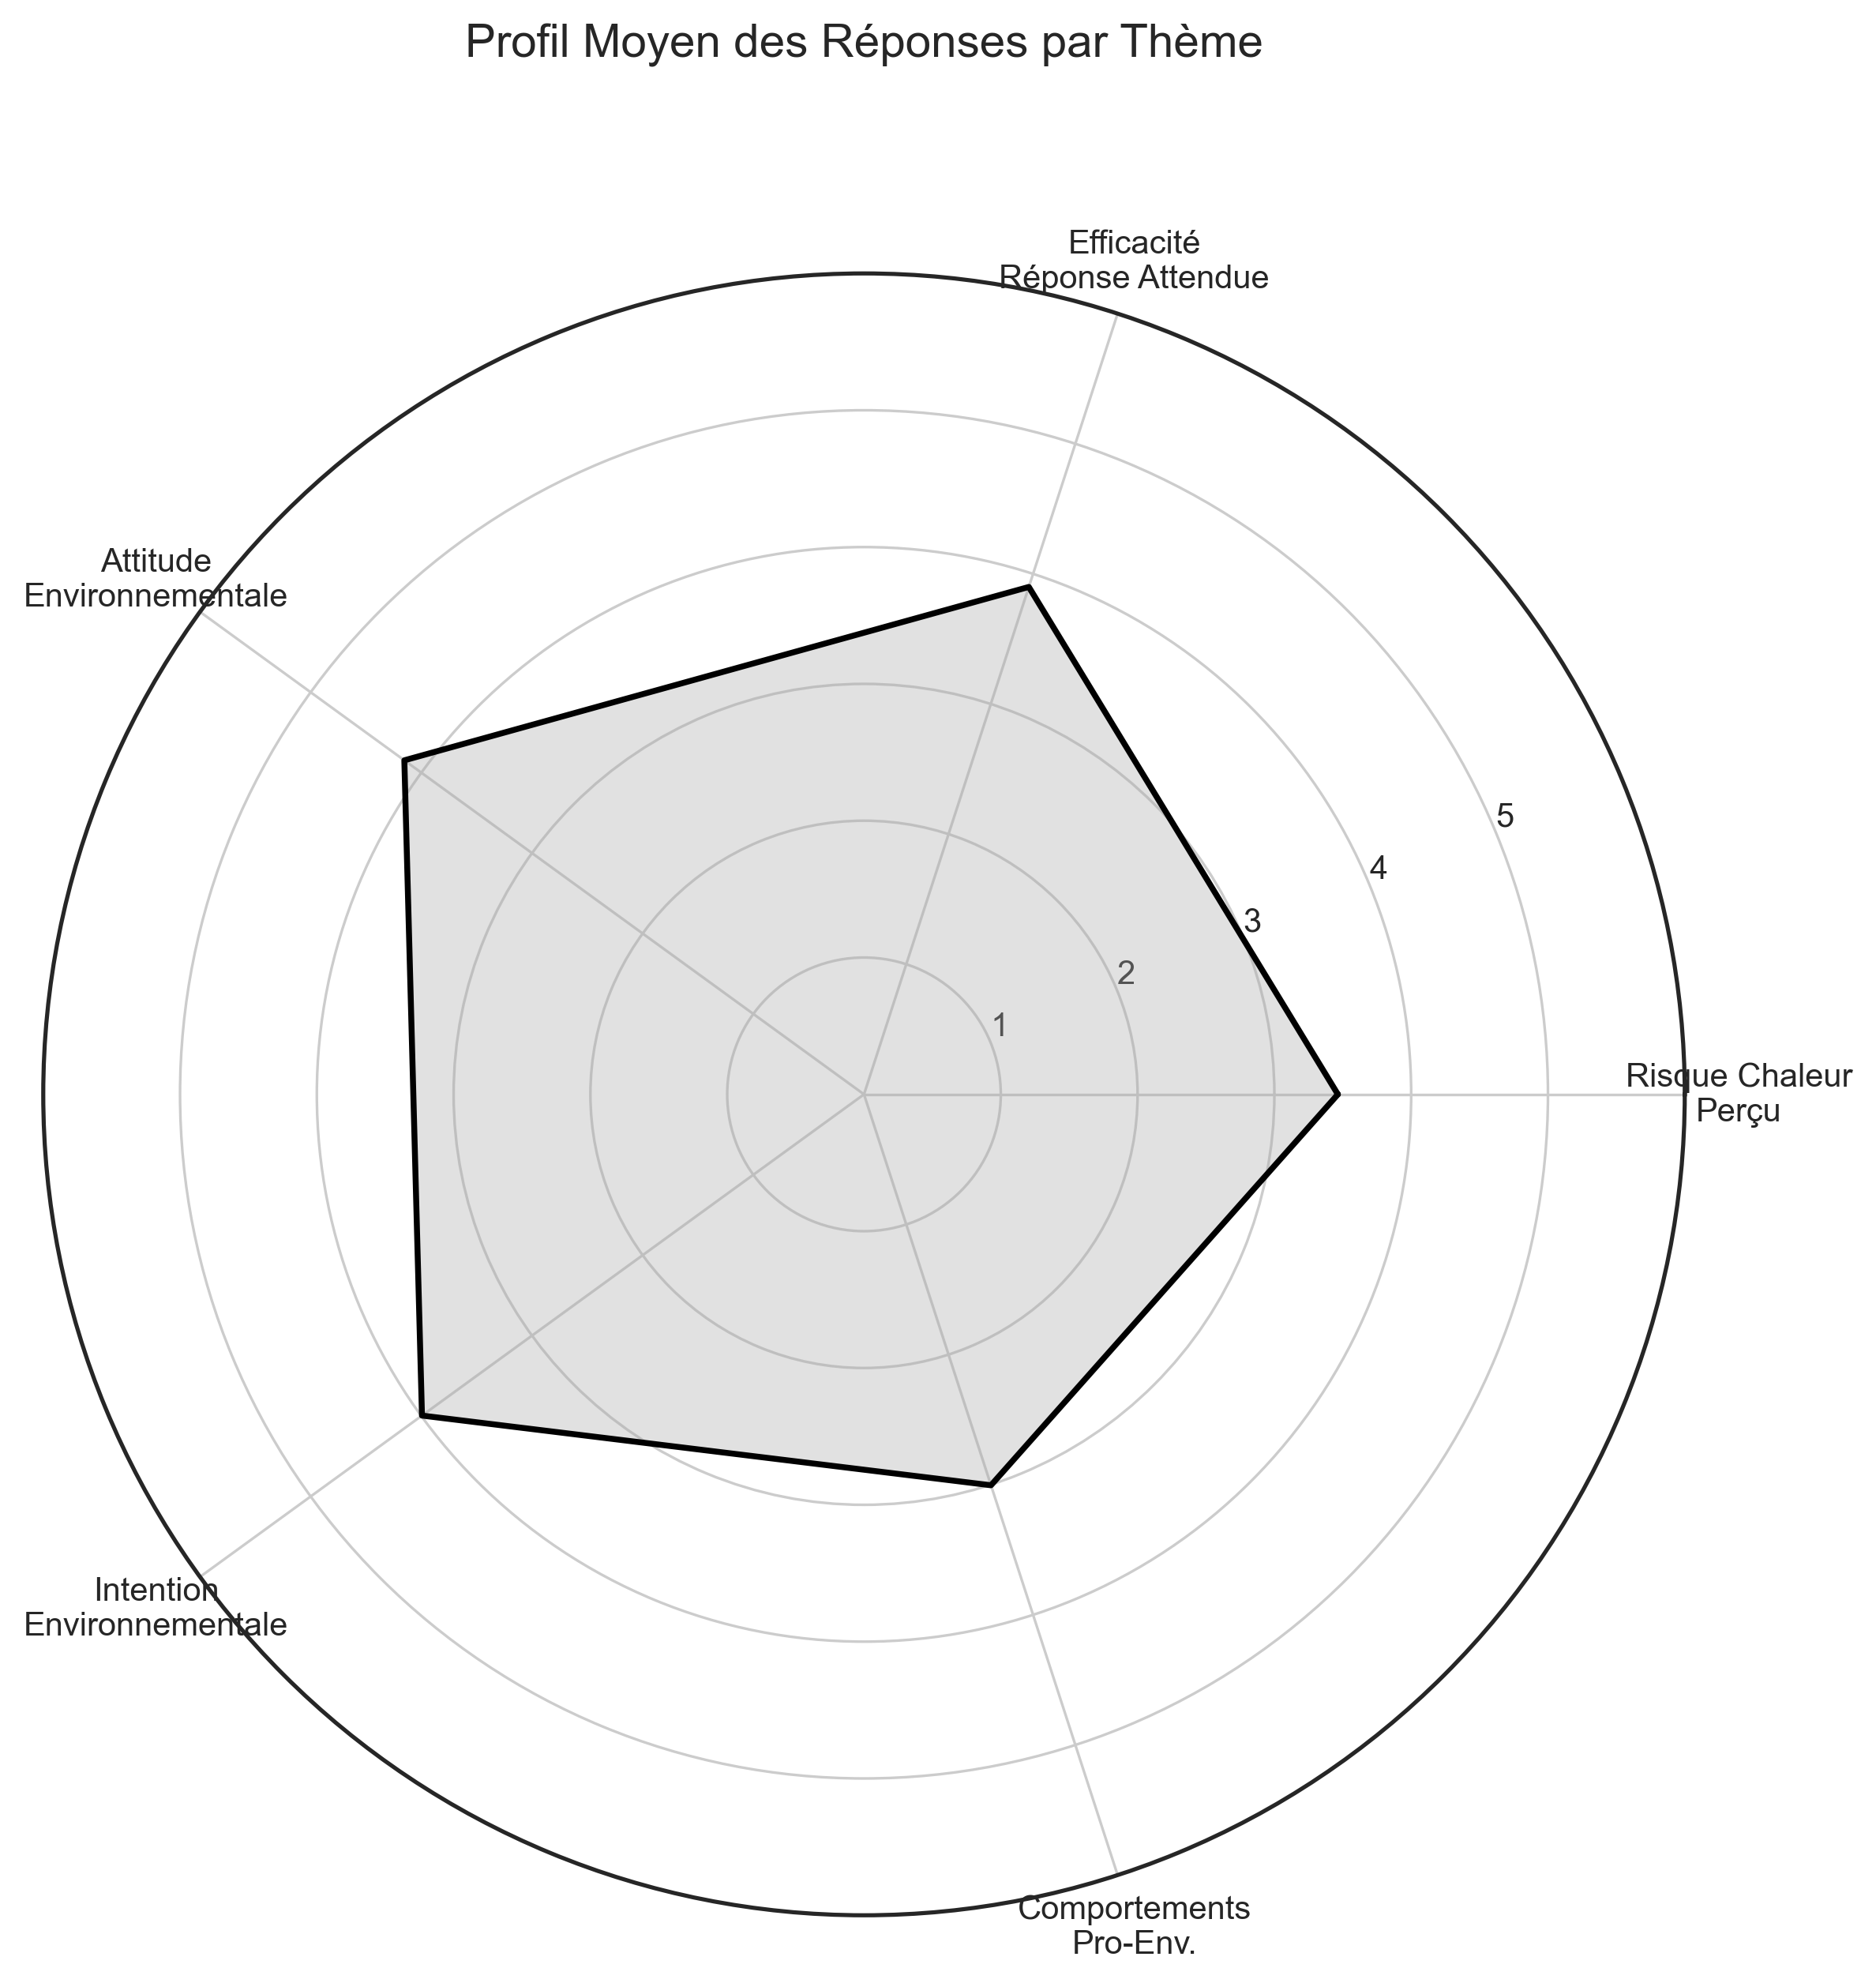 Profil Moyen des Réponses par Thème
Efficacité
Réponse Attendue
Attitude
Environnementale
5
4
3
2
1
Risque Chaleur
Perçu
Intention
Environnementale
Comportements
Pro-Env.